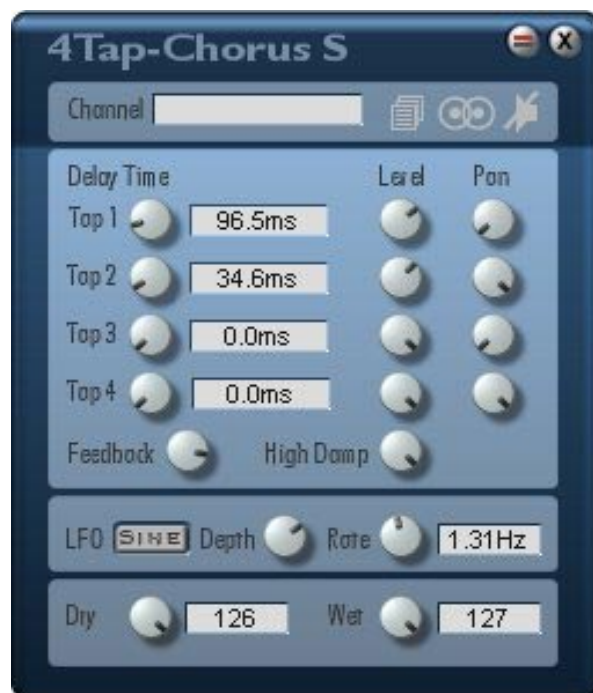 4Tap-Chorus S
Channel
Delay Time Level Pan
Tap 1 96.5ms
Tap 2 34.6ms
Tap 3 0.0ms
Tap 4 0.0ms
Feedback High Damp
LFO SINE Depth Rate 1.31Hz
Dry 126 Wet 127